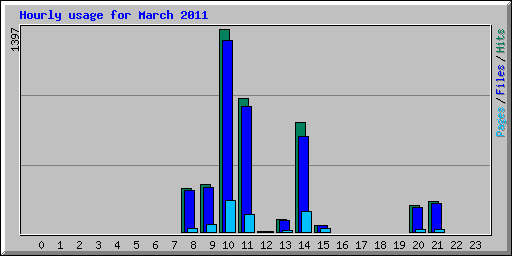 Hourly usage for March 2011
1397
Pages/Files/Hits
0 1 2 3 4 5 6 7 8 9 10 11 12 13 14 15 16 17 18 19 20 21 22 23